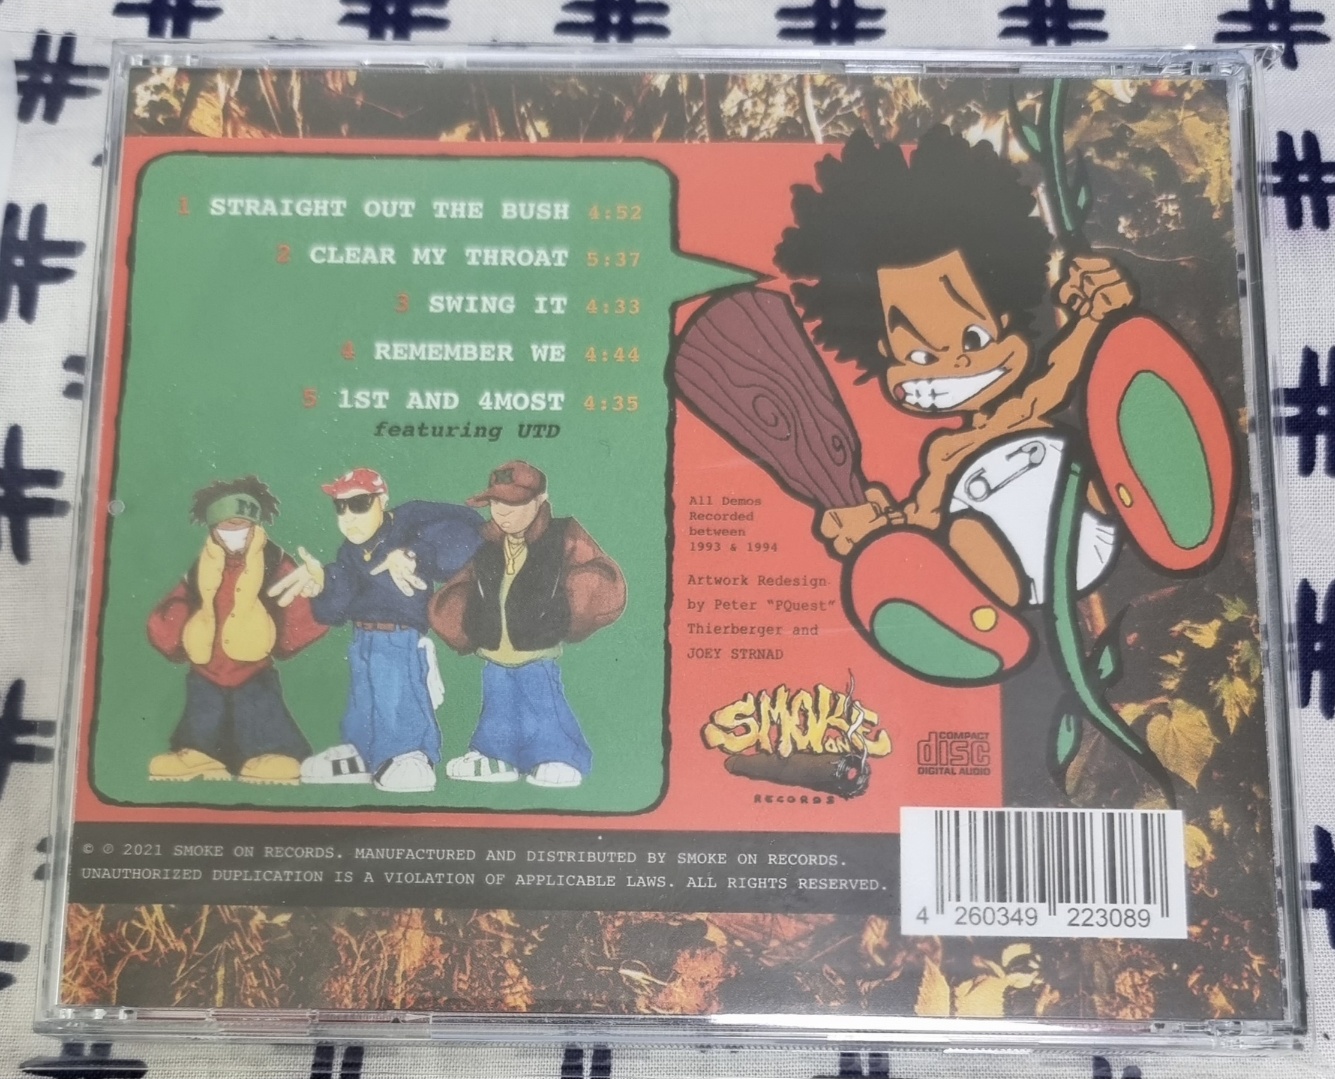 1 STRAIGHT OUT THE BUSH 4:52
2 CLEAR MY THROAT 5:37
3 SWING IT 4:33
4 REMEMBER WE 4:44
5 1ST AND 4MOST 4:35
featuring UTD
All Demos
Recorded
between
1993 & 1994
Artwork Redesign
by Peter "PQuest"
Thierberger and
JOEY STRNAD
SMOKE
ON
RECORDS
COMPACT
disc
DIGITAL AUDIO
© ℗ 2021 SMOKE ON RECORDS. MANUFACTURED AND DISTRIBUTED BY SMOKE ON RECORDS.
UNAUTHORIZED DUPLICATION IS A VIOLATION OF APPLICABLE LAWS. ALL RIGHTS RESERVED.
4 260349 223089